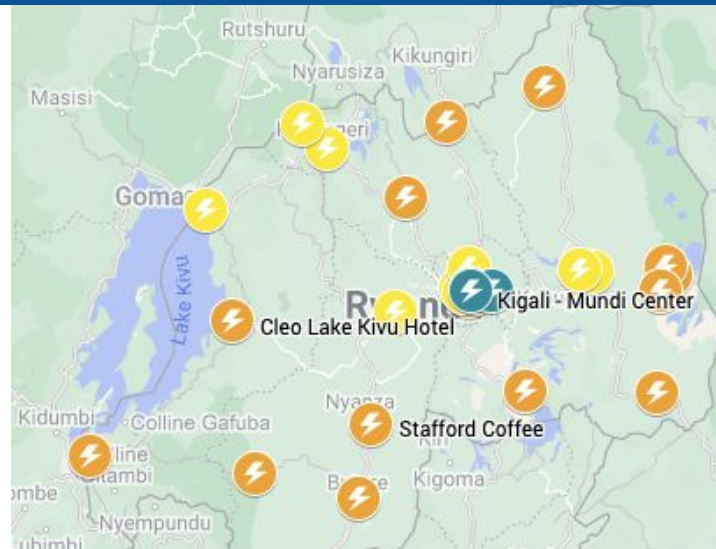 Rutshuru
Kikungiri
Nyarusiza
Masisi
Goma
Lake Kivu
Kigali - Mundi Center
Cleo Lake Kivu Hotel
Nyanza
Stafford Coffee
Kidumbi
Colline Gafuba
Kigoma
Nyempundu